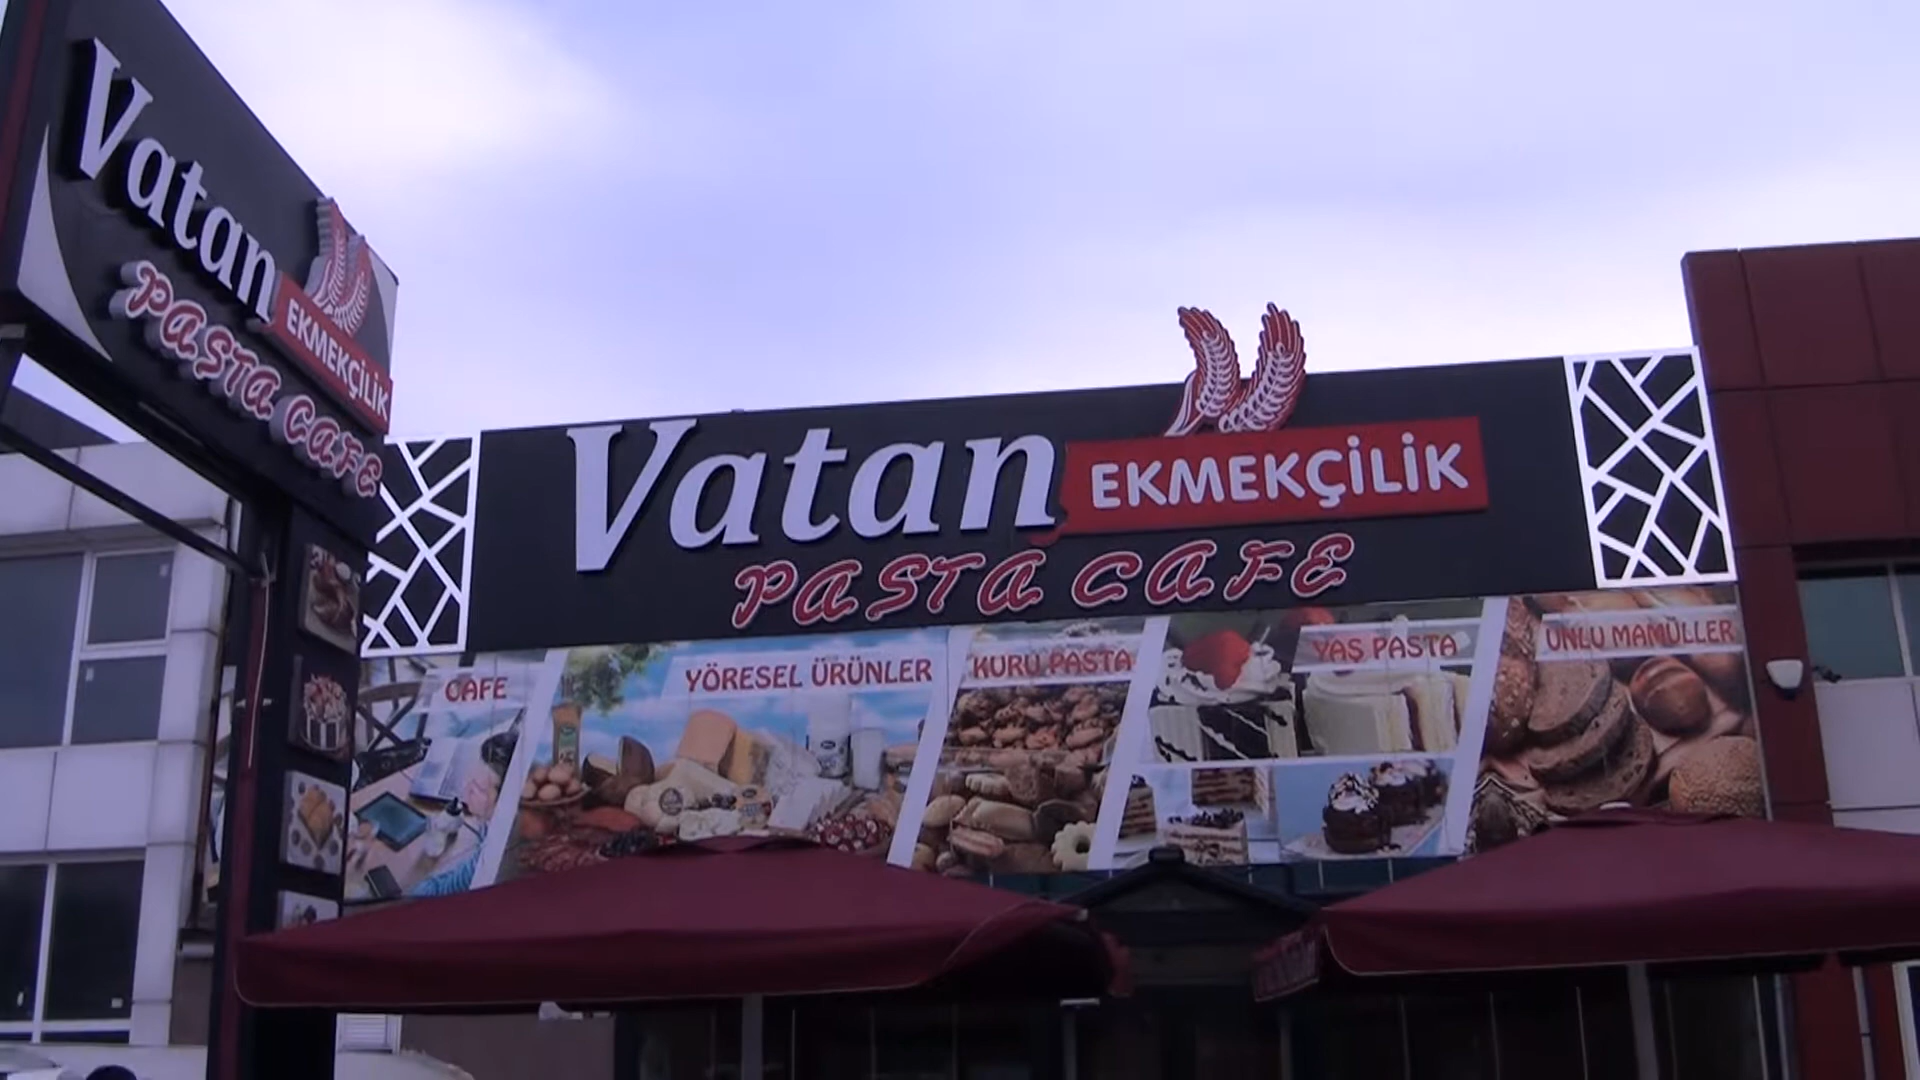 Vatan
EKMEKÇİLİK
PASTA CAFE
Vatan
EKMEKÇİLİK
PASTA CAFE
CAFE
YÖRESEL ÜRÜNLER
KURU PASTA
YAŞ PASTA
UNLU MAMÜLLER